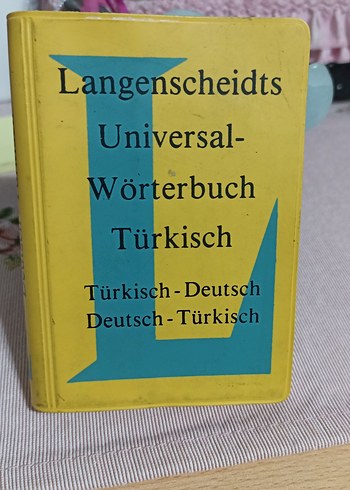 Langenscheidts
Universal-
Wörterbuch
Türkisch
Türkisch - Deutsch
Deutsch - Türkisch